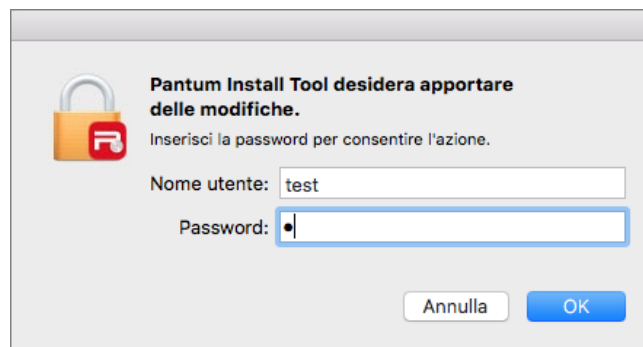 Pantum Install Tool desidera apportare
delle modifiche.
Inserisci la password per consentire l'azione.
Nome utente: test
Password: •
Annulla OK